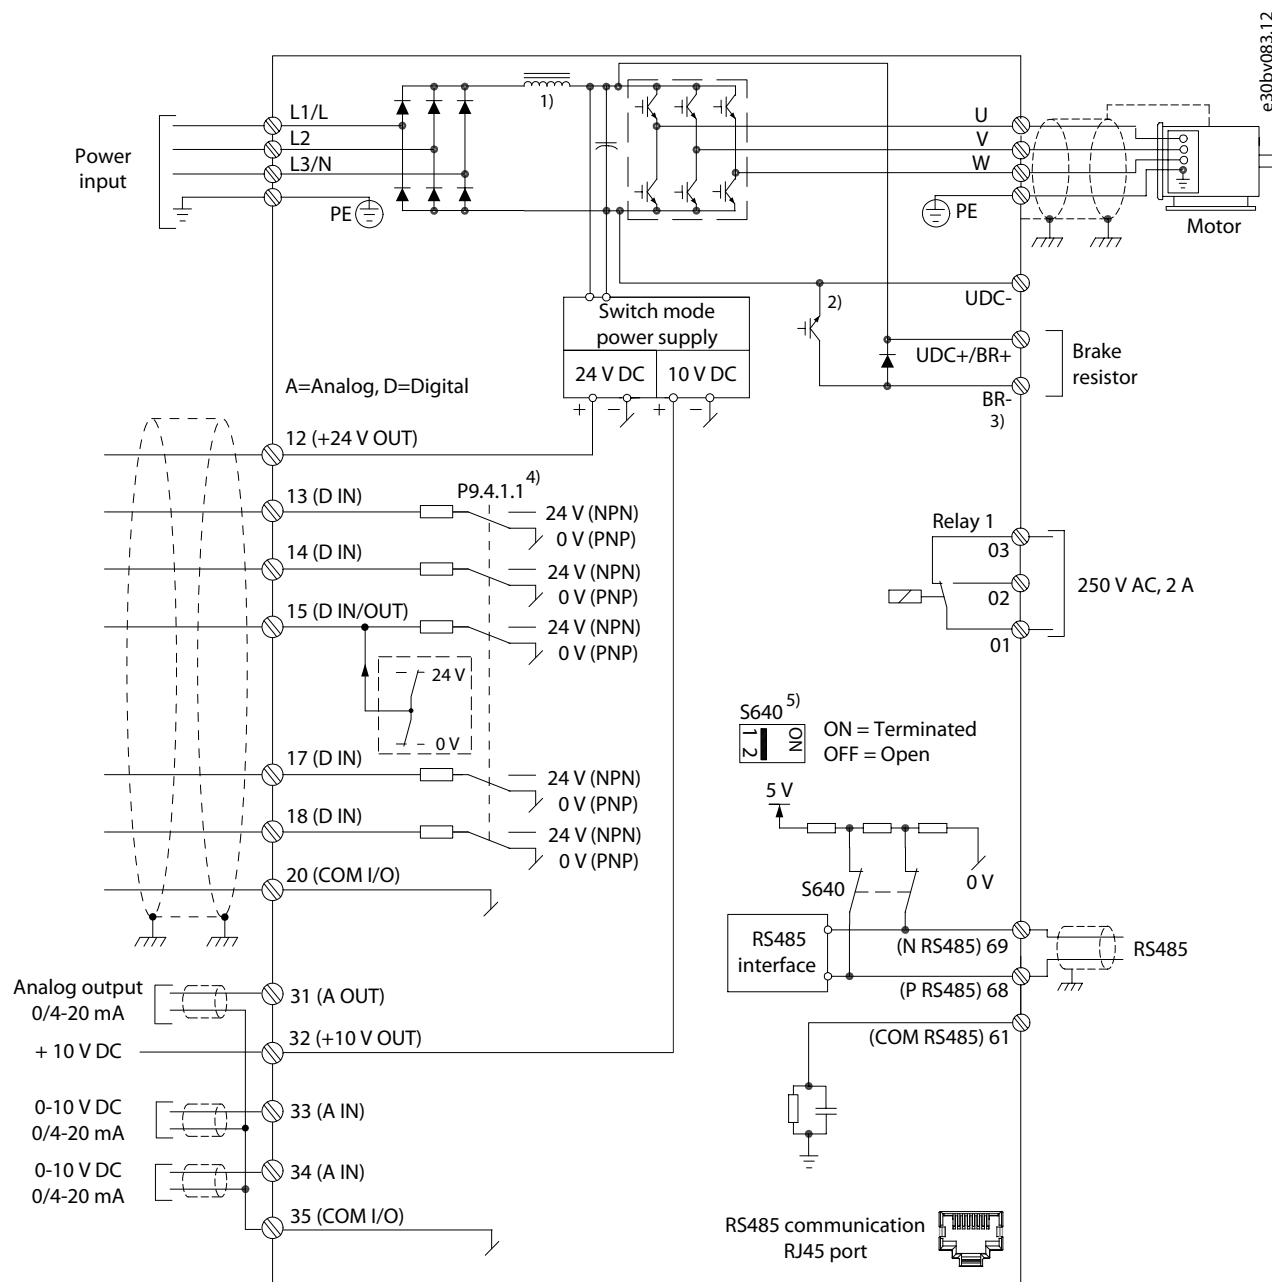 e30bv083.12
1)
L1/L
L2
L3/N
Power
input
PE
U
V
W
PE
Motor
UDC-
2)
Switch mode
power supply
24 V DC
10 V DC
+
−
+
−
UDC+/BR+
BR-
3)
Brake
resistor
A=Analog, D=Digital
12 (+24 V OUT)
13 (D IN)
P9.4.1.1 4)
24 V (NPN)
0 V (PNP)
14 (D IN)
24 V (NPN)
0 V (PNP)
15 (D IN/OUT)
24 V (NPN)
0 V (PNP)
24 V
0 V
17 (D IN)
24 V (NPN)
0 V (PNP)
18 (D IN)
24 V (NPN)
0 V (PNP)
20 (COM I/O)
Relay 1
03
02
01
250 V AC, 2 A
S640 5)
1 2
ON
ON = Terminated
OFF = Open
5 V
0 V
S640
RS485
interface
(N RS485) 69
(P RS485) 68
RS485
(COM RS485) 61
Analog output
0/4-20 mA
31 (A OUT)
+ 10 V DC
32 (+10 V OUT)
0-10 V DC
0/4-20 mA
33 (A IN)
0-10 V DC
0/4-20 mA
34 (A IN)
35 (COM I/O)
RS485 communication
RJ45 port